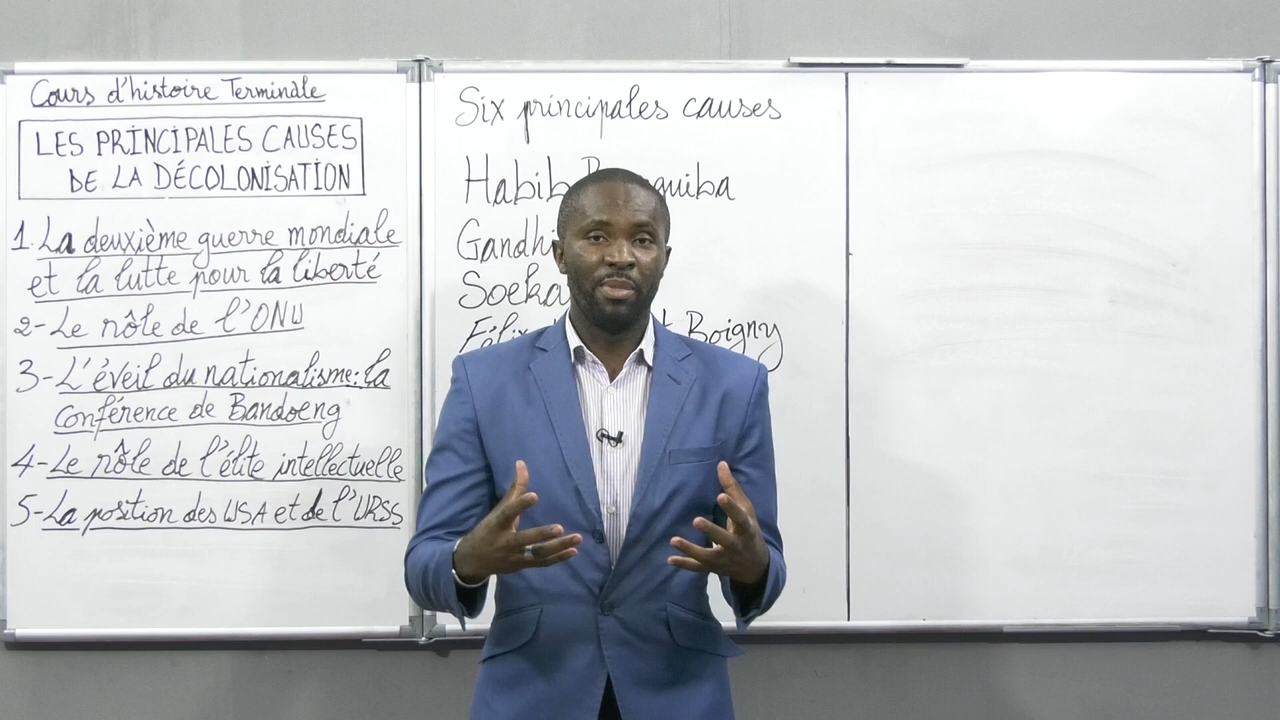 Cours d'histoire Terminale
LES PRINCIPALES CAUSES
DE LA DÉCOLONISATION
1. La deuxième guerre mondiale
et la lutte pour la liberté
2- Le rôle de l'ONU
3- L'éveil du nationalisme: la
conférence de Bandoeng
4- Le rôle de l'élite intellectuelle
5- La position des USA et de l'URSS
Six principales causes
Habib
Gandhi
Boigny